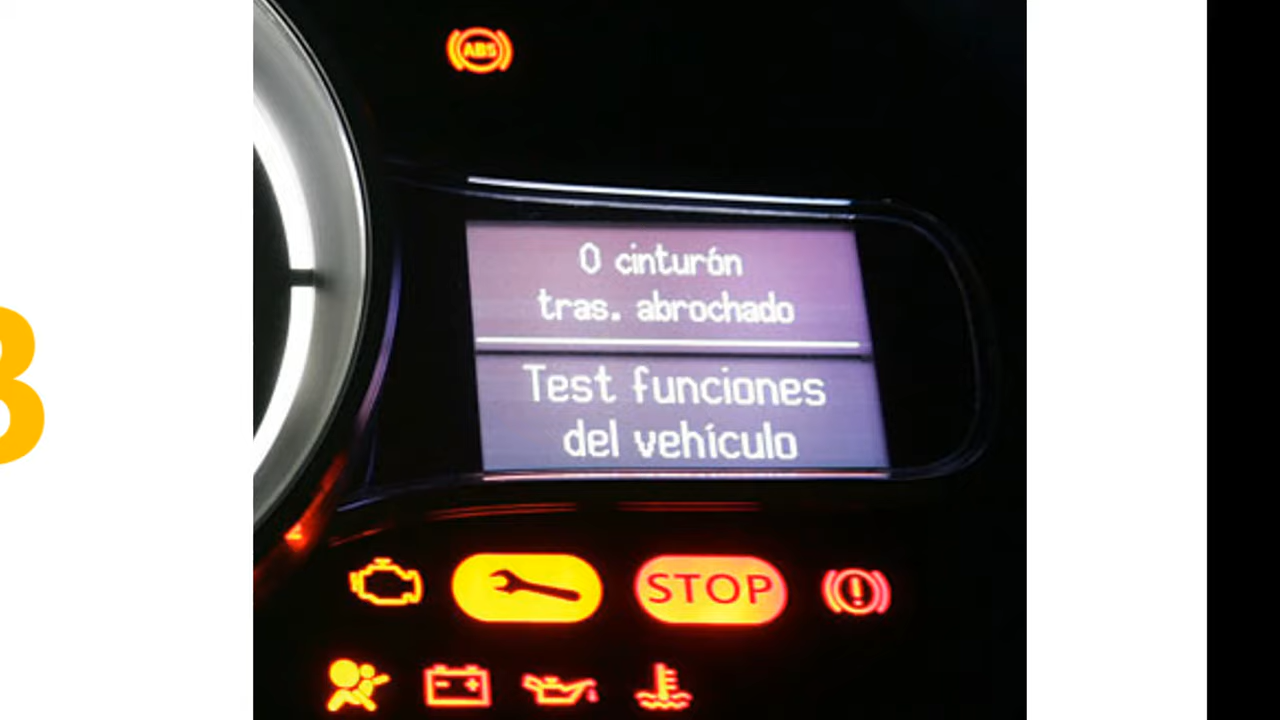 ABS
0 cinturón
tras. abrochado
Test funciones
del vehículo
STOP